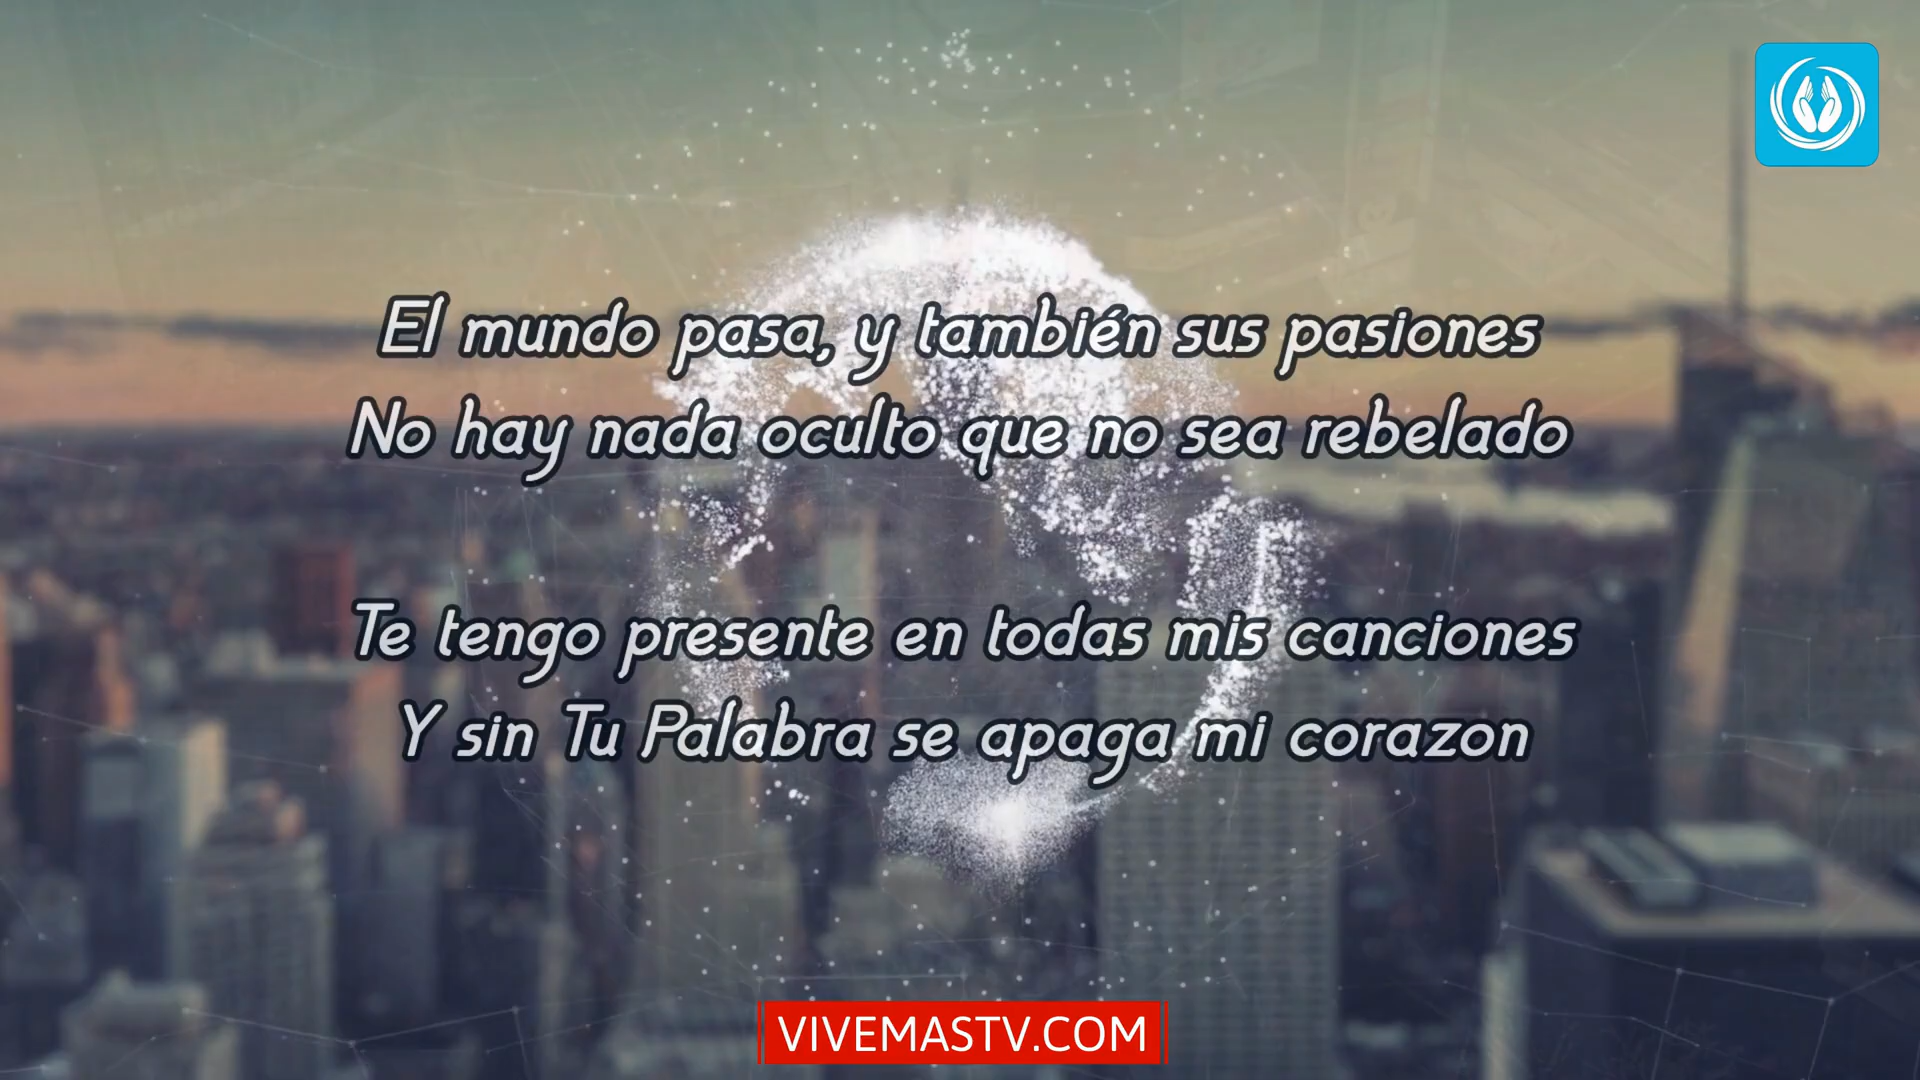 El mundo pasa, y también sus pasiones
No hay nada oculto que no sea rebelado
Te tengo presente en todas mis canciones
Y sin Tu Palabra se apaga mi corazon
VIVEMASTV.COM